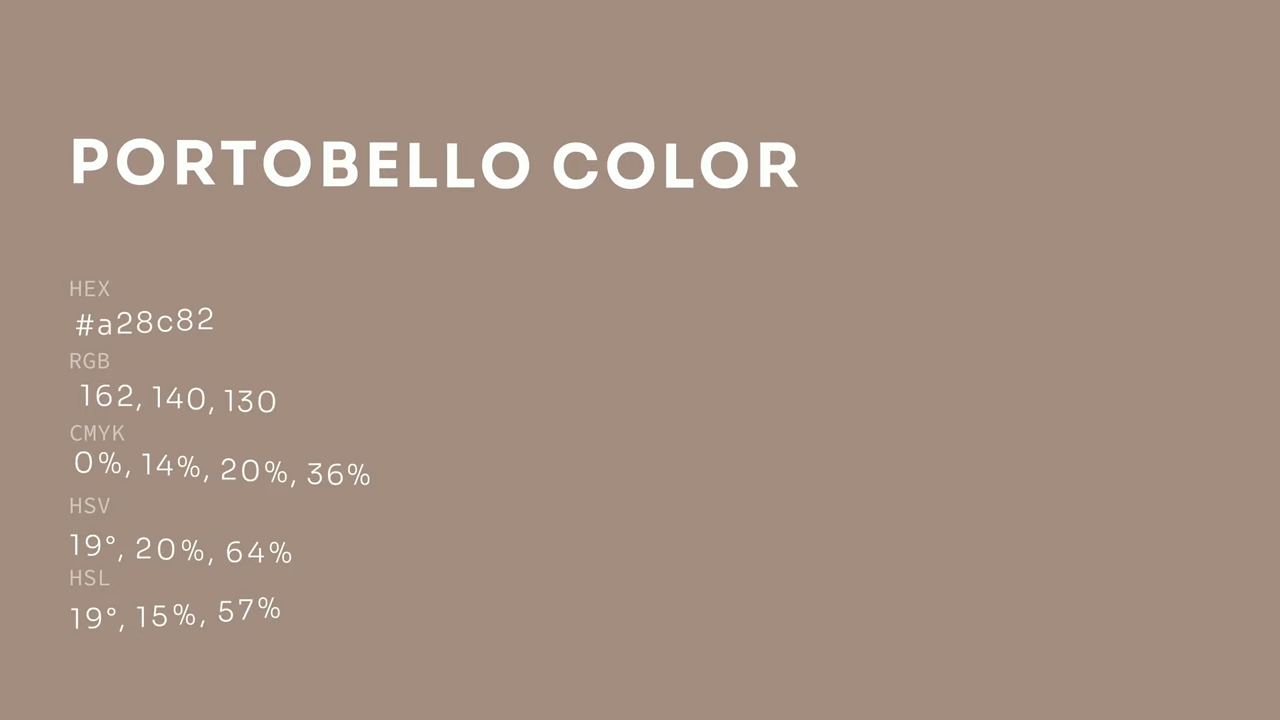 PORTOBELLO COLOR
HEX
#a28c82
RGB
162, 140, 130
CMYK
0%, 14%, 20%, 36%
HSV
19°, 20%, 64%
HSL
19°, 15%, 57%